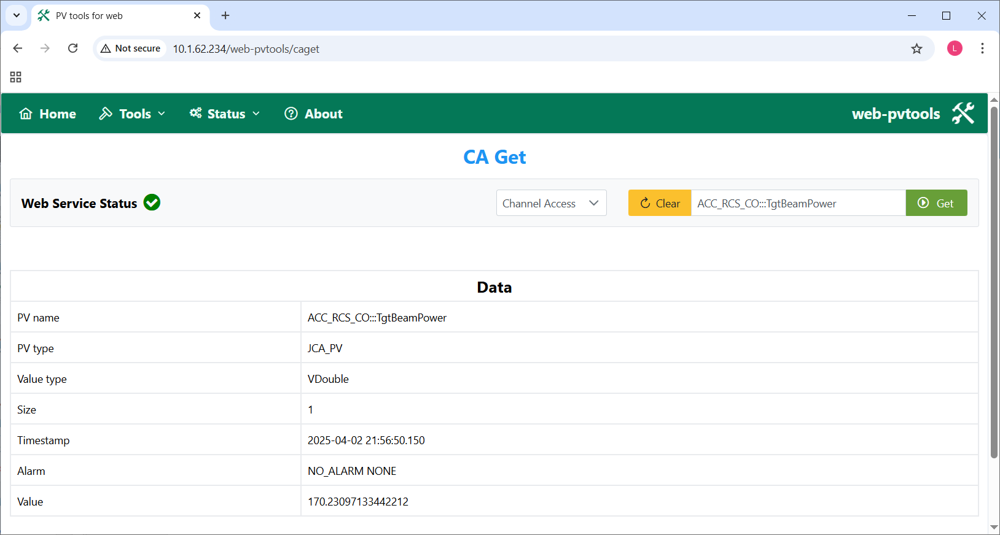 PV tools for web
Not secure 10.1.62.234/web-pvtools/caget
L
Home Tools Status About web-pvtools
CA Get
Web Service Status Channel Access Clear ACC_RCS_CO:::TgtBeamPower Get
Data
PV name ACC_RCS_CO:::TgtBeamPower
PV type JCA_PV
Value type VDouble
Size 1
Timestamp 2025-04-02 21:56:50.150
Alarm NO_ALARM NONE
Value 170.23097133442212